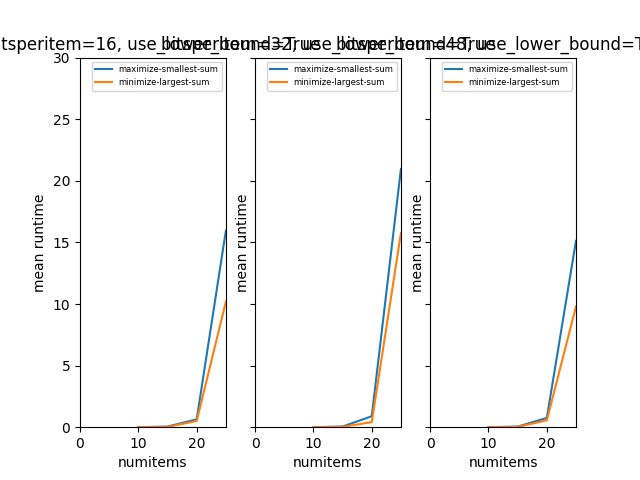 tsperitem=16, use_lower_bound=True
bitsperitem=32, use_lower_bound=True
bitsperitem=48, use_lower_bound=T
30
25
20
15
10
5
0
mean runtime
maximize-smallest-sum
minimize-largest-sum
0 10 20
numitems
mean runtime
maximize-smallest-sum
minimize-largest-sum
0 10 20
numitems
mean runtime
maximize-smallest-sum
minimize-largest-sum
0 10 20
numitems